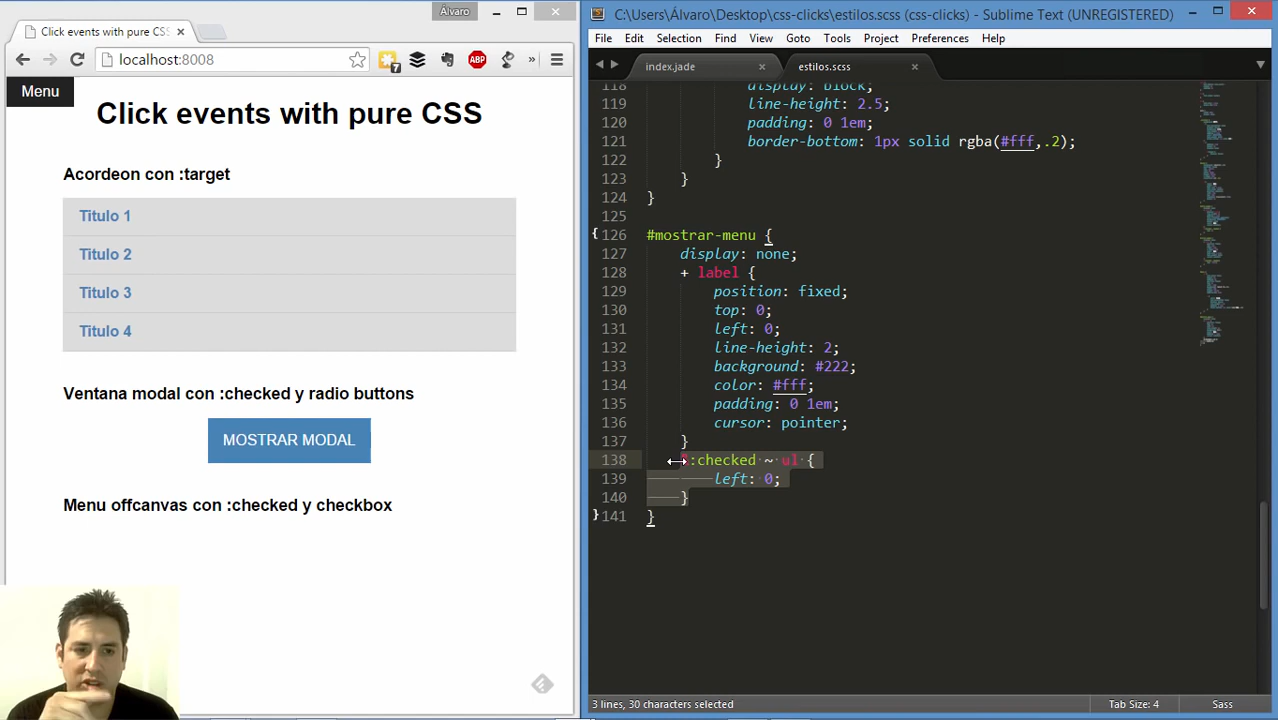 Álvaro
Click events with pure CSS
localhost:8008
7
ABP
»
Menu
Click events with pure CSS
Acordeon con :target
Titulo 1
Titulo 2
Titulo 3
Titulo 4
Ventana modal con :checked y radio buttons
MOSTRAR MODAL
Menu offcanvas con :checked y checkbox
C:\Users\Álvaro\Desktop\css-clicks\estilos.scss (css-clicks) - Sublime Text (UNREGISTERED)
File Edit Selection Find View Goto Tools Project Preferences Help
index.jade
estilos.scss
118 display: block;
119 line-height: 2.5;
120 padding: 0 1em;
121 border-bottom: 1px solid rgba(#fff,.2);
122 }
123 }
124 }
125
126 #mostrar-menu {
127 display: none;
128 + label {
129 position: fixed;
130 top: 0;
131 left: 0;
132 line-height: 2;
133 background: #222;
134 color: #fff;
135 padding: 0 1em;
136 cursor: pointer;
137 }
138 &:checked ~ ul {
139 left: 0;
140 }
141 }
3 lines, 30 characters selected
Tab Size: 4
Sass